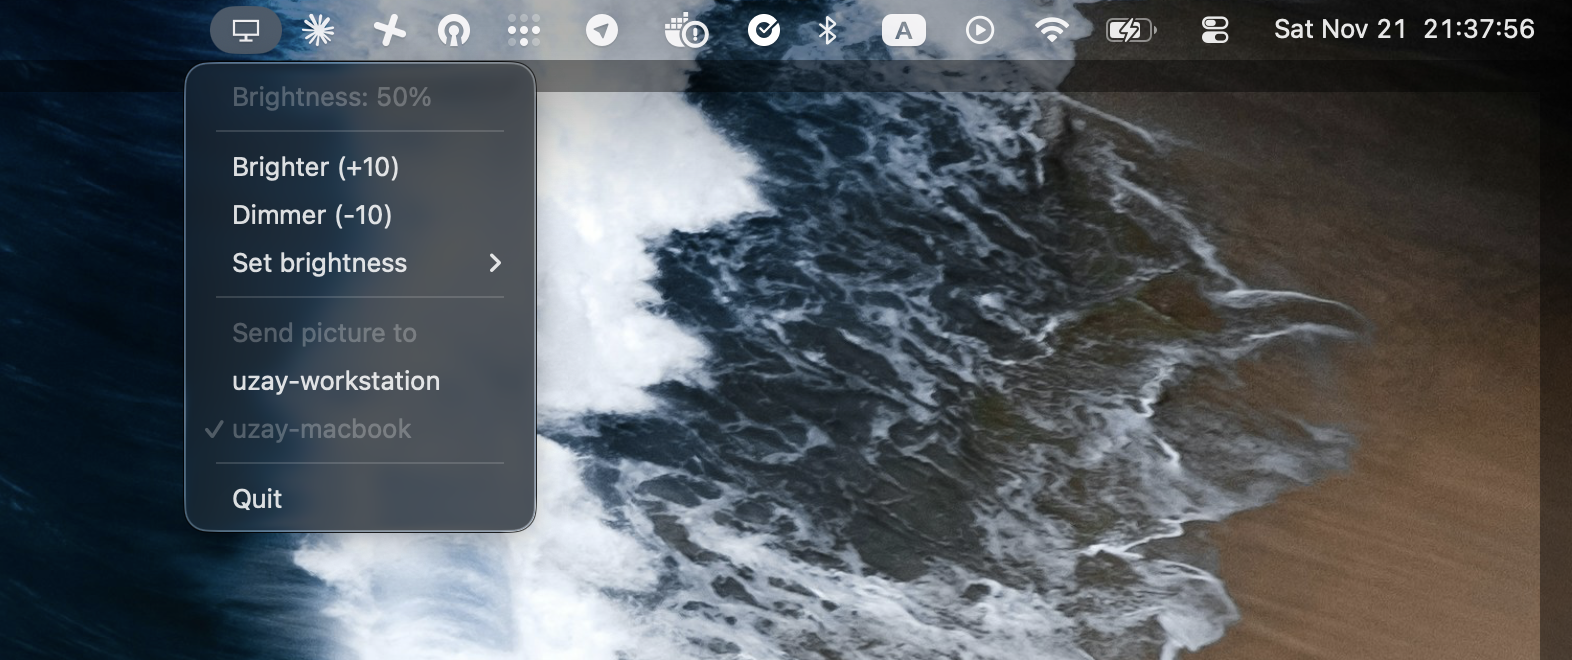 A
Sat Nov 21 21:37:56
Brightness: 50%
Brighter (+10)
Dimmer (-10)
Set brightness
Send picture to
uzay-workstation
uzay-macbook
Quit